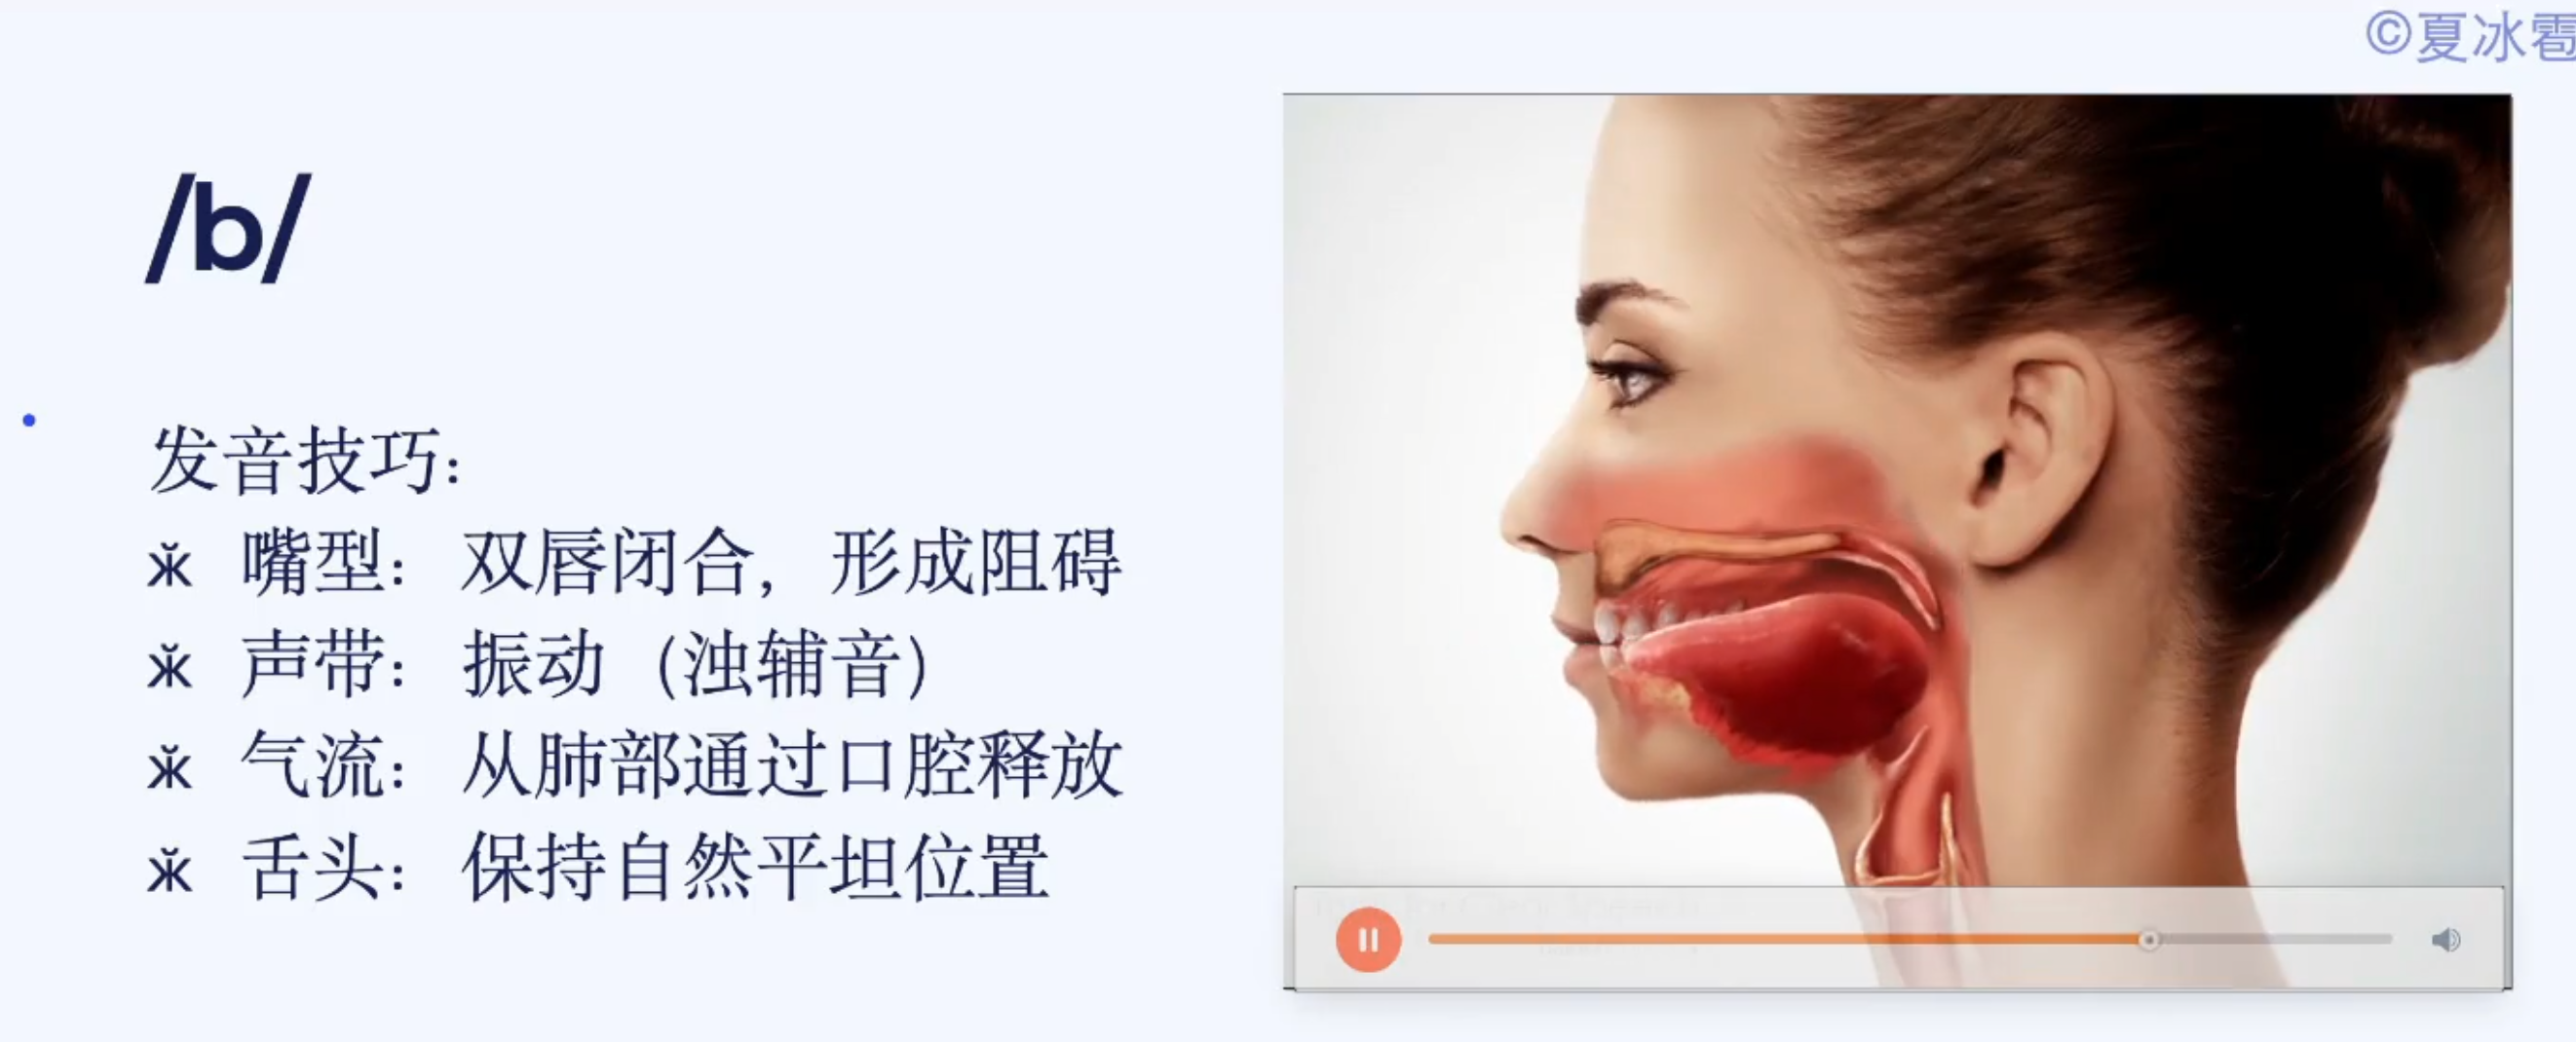 ©夏冰雹
/b/
发音技巧：
ӝ 嘴型：双唇闭合，形成阻碍
ӝ 声带：振动（浊辅音）
ӝ 气流：从肺部通过口腔释放
ӝ 舌头：保持自然平坦位置